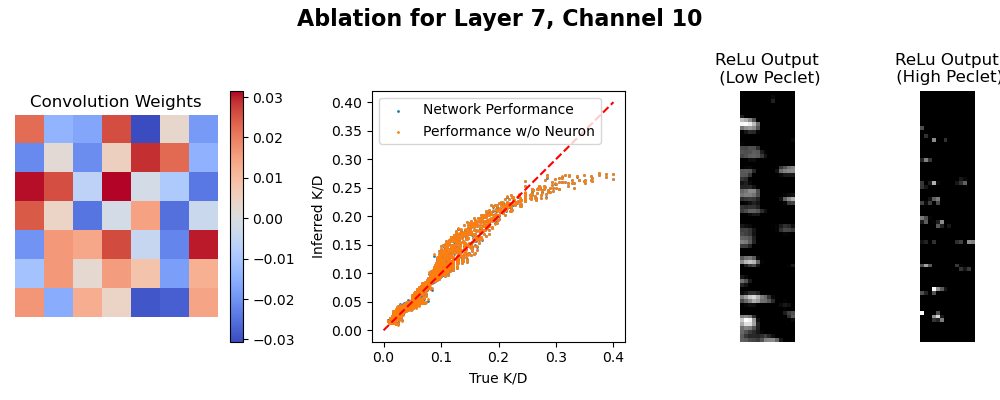 Ablation for Layer 7, Channel 10
Convolution Weights
0.03
0.02
0.01
0.00
−0.01
−0.02
−0.03
Network Performance
Performance w/o Neuron
0.40
0.35
0.30
0.25
0.20
0.15
0.10
0.05
0.00
Inferred K/D
0.0 0.1 0.2 0.3 0.4
True K/D
ReLu Output
(Low Peclet)
ReLu Output
(High Peclet)